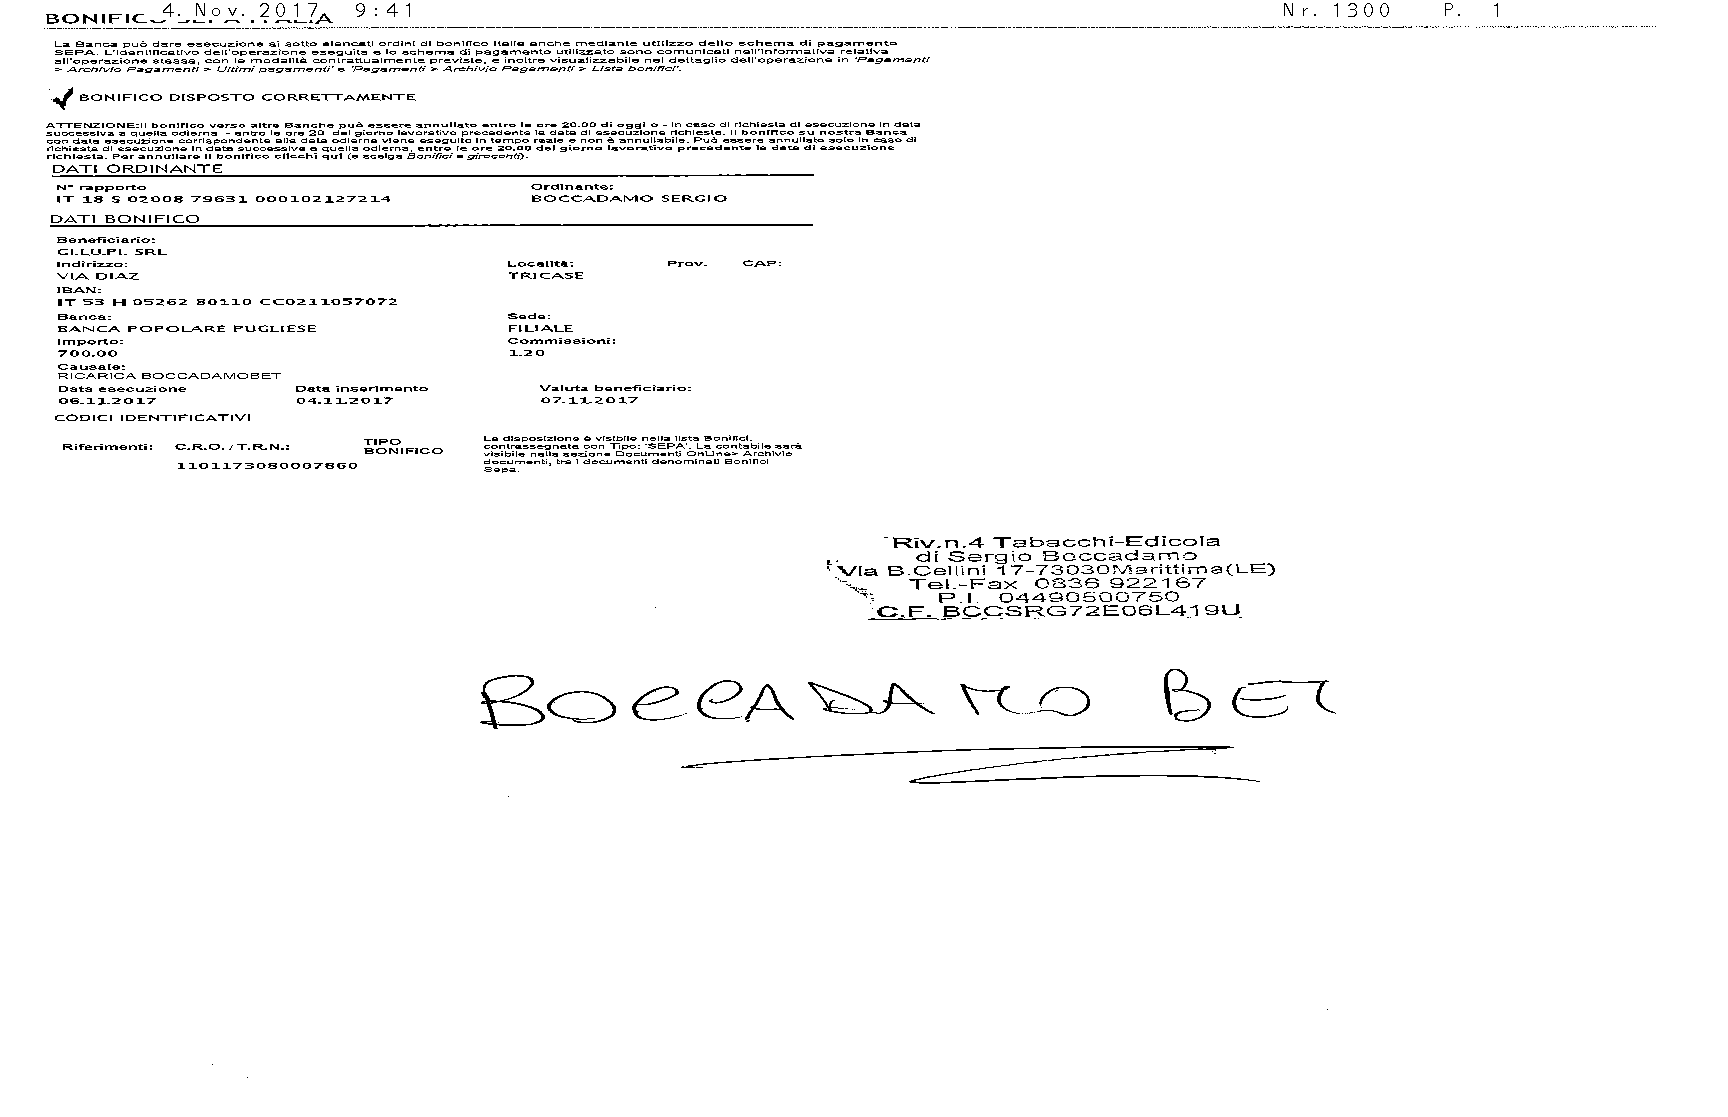 4. Nov. 2017 9:41 Nr. 1300 P. 1
BONIFICO SEPA ITALIA
La Banca può dare esecuzione ai sotto elencati ordini di bonifico Italia anche mediante utilizzo dello schema di pagamento
SEPA. L'identificativo dell'operazione eseguita e lo schema di pagamento utilizzato sono comunicati nell'informativa relativa
all'operazione stessa, con le modalità contrattualmente previste, e inoltre visualizzabile nel dettaglio dell'operazione in 'Pagamenti
> Archivio Pagamenti > Ultimi pagamenti' e 'Pagamenti > Archivio Pagamenti > Lista bonifici'.
BONIFICO DISPOSTO CORRETTAMENTE
ATTENZIONE:Il bonifico verso altre Banche può essere annullato entro le ore 20.00 di oggi o - in caso di richiesta di esecuzione in data
successiva a quella odierna - entro le ore 20 del giorno lavorativo precedente la data di esecuzione richiesta. Il bonifico su nostra Banca
con data esecuzione corrispondente alla data odierna viene eseguito in tempo reale e non è annullabile. Può essere annullato solo in caso di
richiesta di esecuzione in data successiva a quella odierna, entro le ore 20.00 del giorno lavorativo precedente la data di esecuzione
richiesta. Per annullare il bonifico clicchi qui (e scelga Bonifici e giroconti).
DATI ORDINANTE
N° rapporto Ordinante:
IT 18 S 02008 79631 000102127214 BOCCADAMO SERGIO
DATI BONIFICO
Beneficiario:
GI.LU.PI. SRL
Indirizzo: Località: Prov. CAP:
VIA DIAZ TRICASE
IBAN:
IT 53 H 05262 80110 CC0211057072
Banca: Sede:
BANCA POPOLARE PUGLIESE FILIALE
Importo: Commissioni:
700.00 1.20
Causale:
RICARICA BOCCADAMOBET
Data esecuzione Data inserimento Valuta beneficiario:
06.11.2017 04.11.2017 07.11.2017
CODICI IDENTIFICATIVI
Riferimenti: C.R.O./T.R.N.: TIPO BONIFICO
1101173080007860
La disposizione è visibile nella lista Bonifici,
contrassegnata con Tipo: 'SEPA'. La contabile sarà
visibile nella sezione Documenti OnLine> Archivio
documenti, tra i documenti denominati Bonifici
Sepa.
Riv.n.4 Tabacchi-Edicola
di Sergio Boccadamo
Via B.Cellini 17-73030Marittima(LE)
Tel.-Fax 0836 922167
P.I. 04490500750
C.F. BCCSRG72E06L419U
BOCCADAMO BET